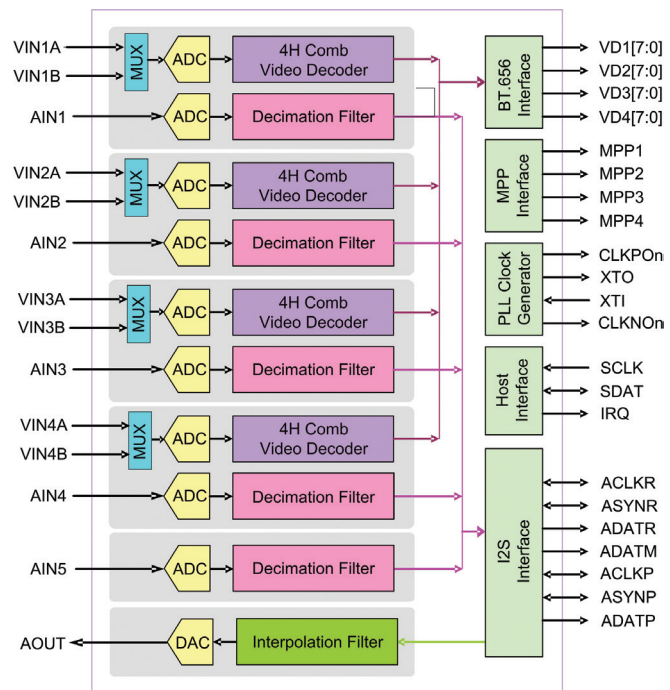 VIN1A
VIN1B
MUX
ADC
4H Comb
Video Decoder
AIN1
ADC
Decimation Filter
VIN2A
VIN2B
MUX
ADC
4H Comb
Video Decoder
AIN2
ADC
Decimation Filter
VIN3A
VIN3B
MUX
ADC
4H Comb
Video Decoder
AIN3
ADC
Decimation Filter
VIN4A
VIN4B
MUX
ADC
4H Comb
Video Decoder
AIN4
ADC
Decimation Filter
AIN5
ADC
Decimation Filter
AOUT
DAC
Interpolation Filter
BT.656
Interface
VD1[7:0]
VD2[7:0]
VD3[7:0]
VD4[7:0]
MPP
Interface
MPP1
MPP2
MPP3
MPP4
PLL Clock
Generator
CLKPOn
XTO
XTI
CLKNOn
Host
Interface
SCLK
SDAT
IRQ
I2S
Interface
ACLKR
ASYNR
ADATR
ADATM
ACLKP
ASYNP
ADATP